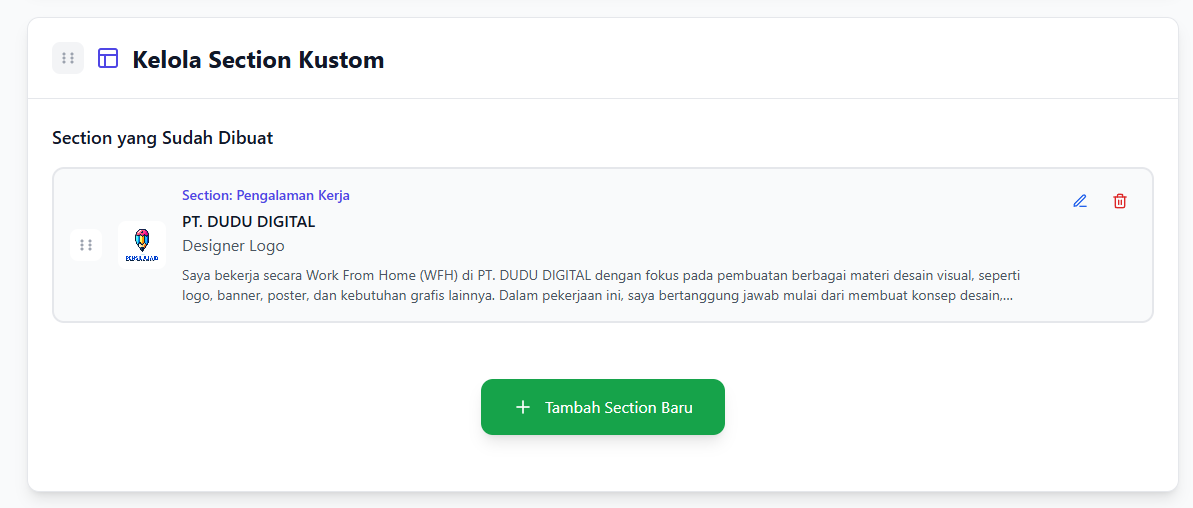 Kelola Section Kustom
Section yang Sudah Dibuat
Section: Pengalaman Kerja
PT. DUDU DIGITAL
Designer Logo
Saya bekerja secara Work From Home (WFH) di PT. DUDU DIGITAL dengan fokus pada pembuatan berbagai materi desain visual, seperti
logo, banner, poster, dan kebutuhan grafis lainnya. Dalam pekerjaan ini, saya bertanggung jawab mulai dari membuat konsep desain,...
Tambah Section Baru